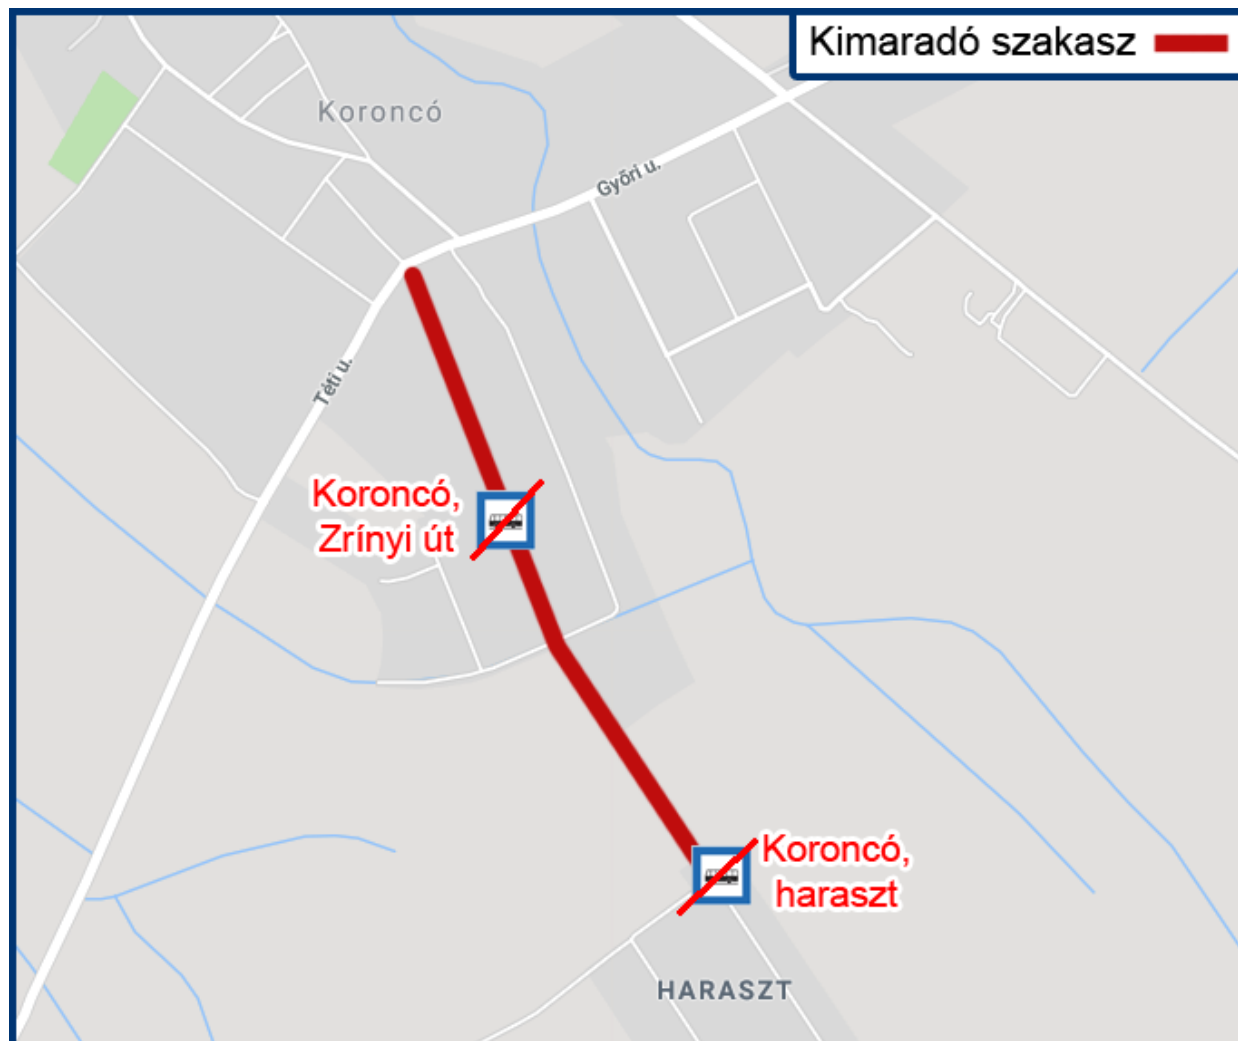 Kimaradó szakasz
Koroncó
Győri u.
Téti u.
Koroncó,
Zrínyi út
Koroncó,
haraszt
HARASZT